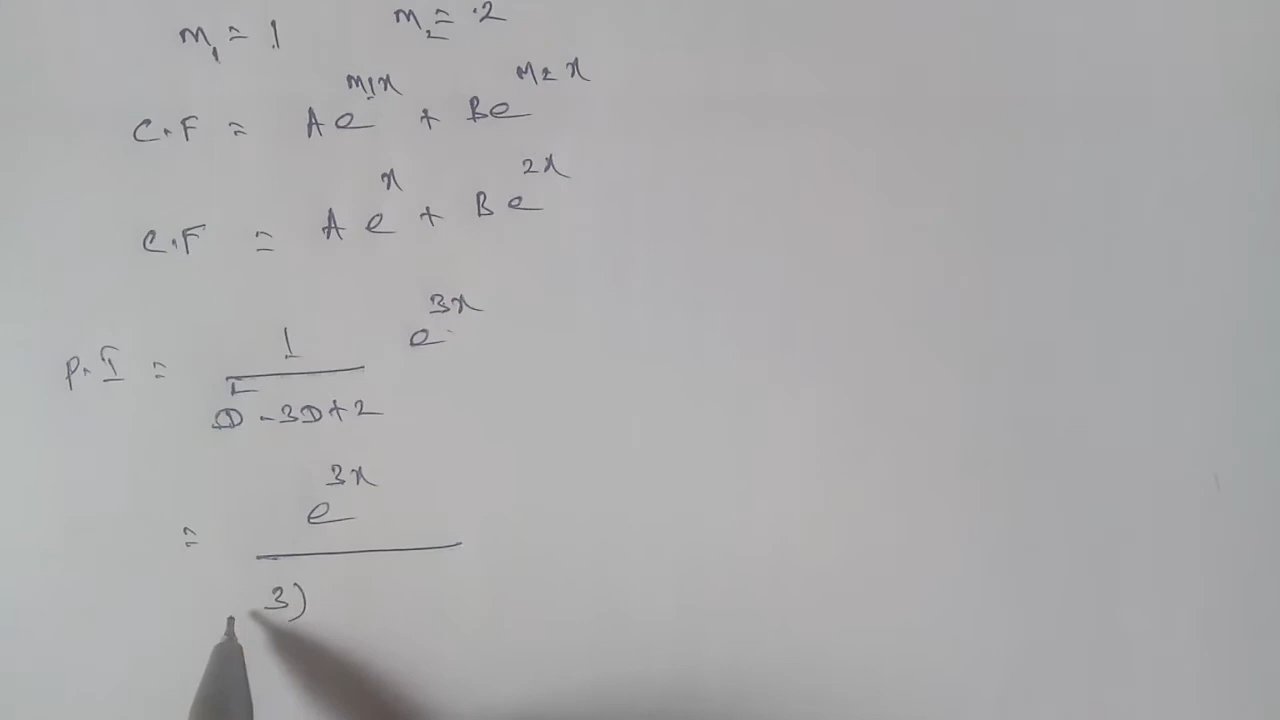 m₁ = 1 m₂ = 2
C.F = Ae^m1x + Be^m2x
C.F = Ae^x + Be^2x
P.I = 1 / (D² - 3D + 2) e^3x
= e^3x / 3)